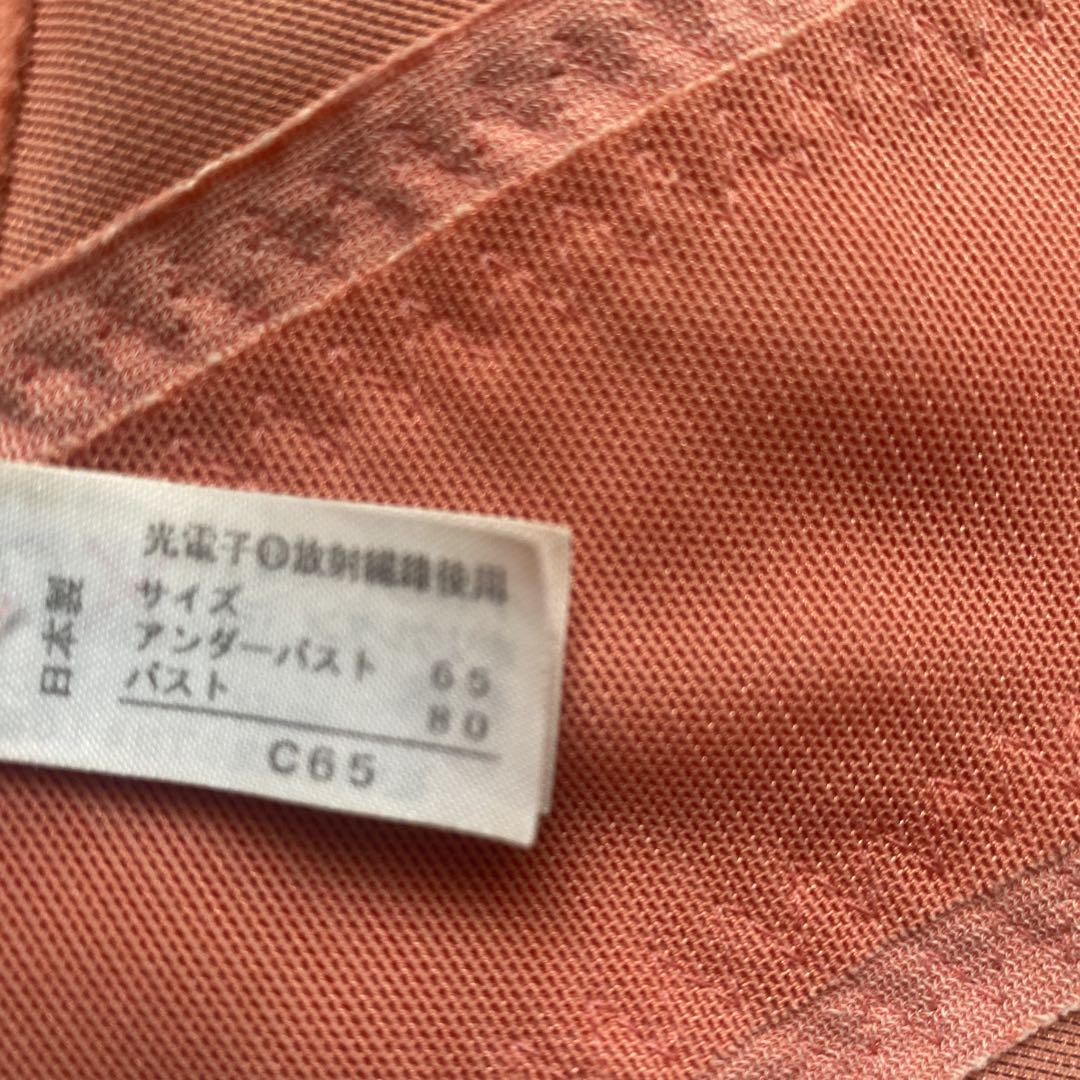 光電子®放射繊維使用
サイズ
アンダーバスト 65
バスト 80
C65
日本製